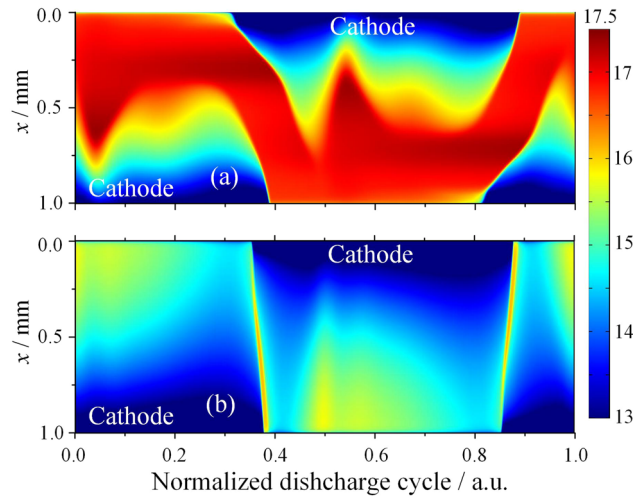 0.0
0.5
1.0
x / mm
Cathode
Cathode
(a)
17.5
17
16
15
14
13
0.0
0.5
1.0
x / mm
Cathode
Cathode
(b)
0.0 0.2 0.4 0.6 0.8 1.0
Normalized dishcharge cycle / a.u.